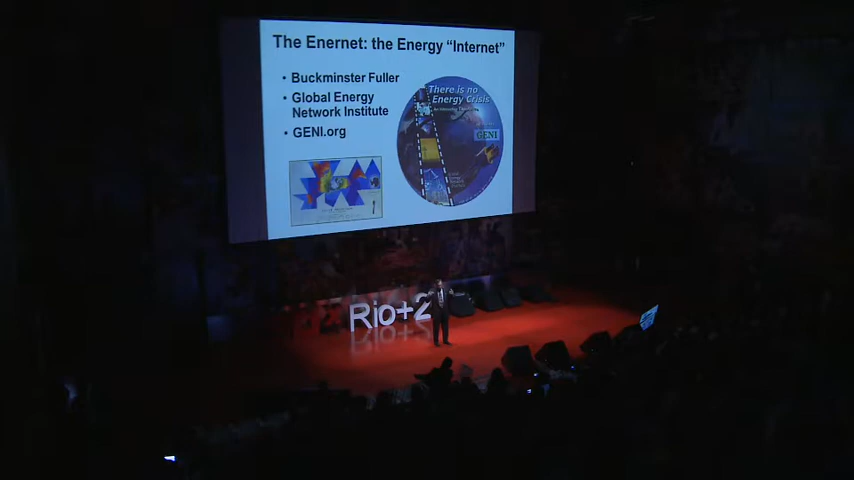 The Enernet: the Energy “Internet”
• Buckminster Fuller
• Global Energy
Network Institute
• GENI.org
There is no
Energy Crisis
GENI
Rio+2